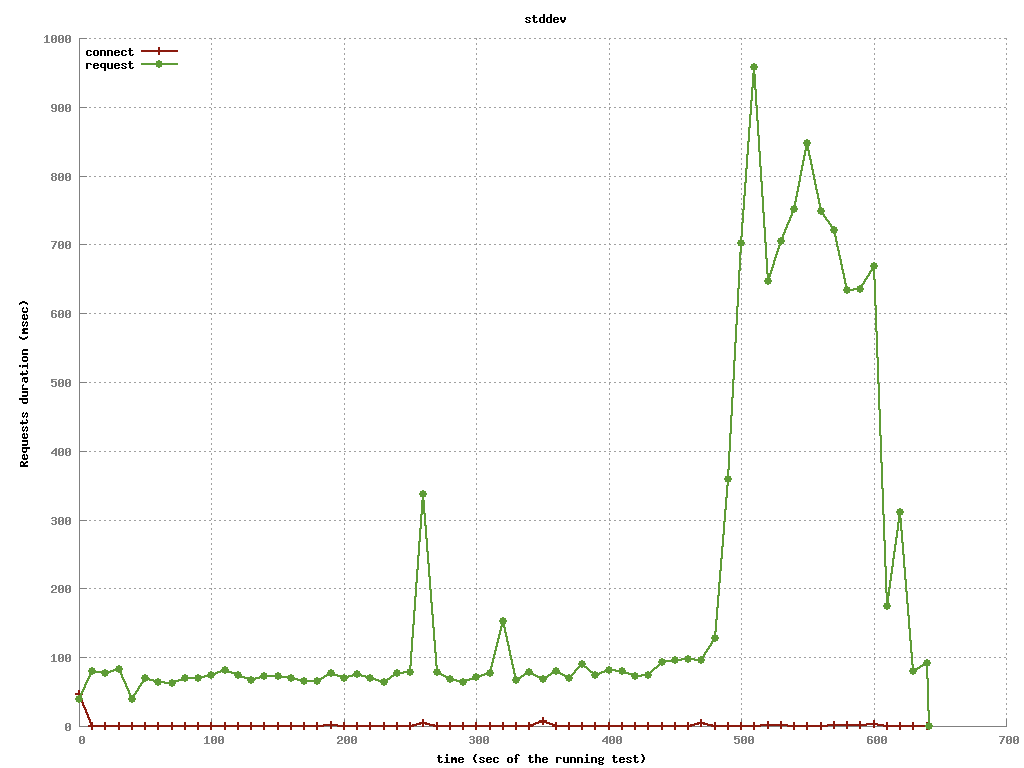 stddev
connect
request
1000
900
800
700
600
500
400
300
200
100
0
Requests duration (msec)
0 100 200 300 400 500 600 700
time (sec of the running test)